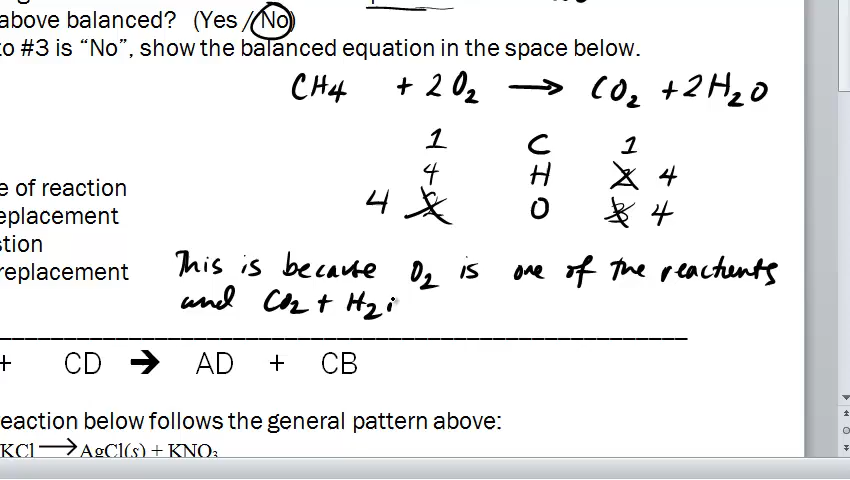 above balanced? (Yes / No)
to #3 is “No”, show the balanced equation in the space below.
CH4 + 2O2 → CO2 + 2H2O
1 C 1
4 H 2 4
4 2 O 3 4
e of reaction
eplacement
stion
replacement
This is because O2 is one of the reactents
and CO2 + H2
+ CD → AD + CB
reaction below follows the general pattern above:
KCl → AgCl(s) + KNO3